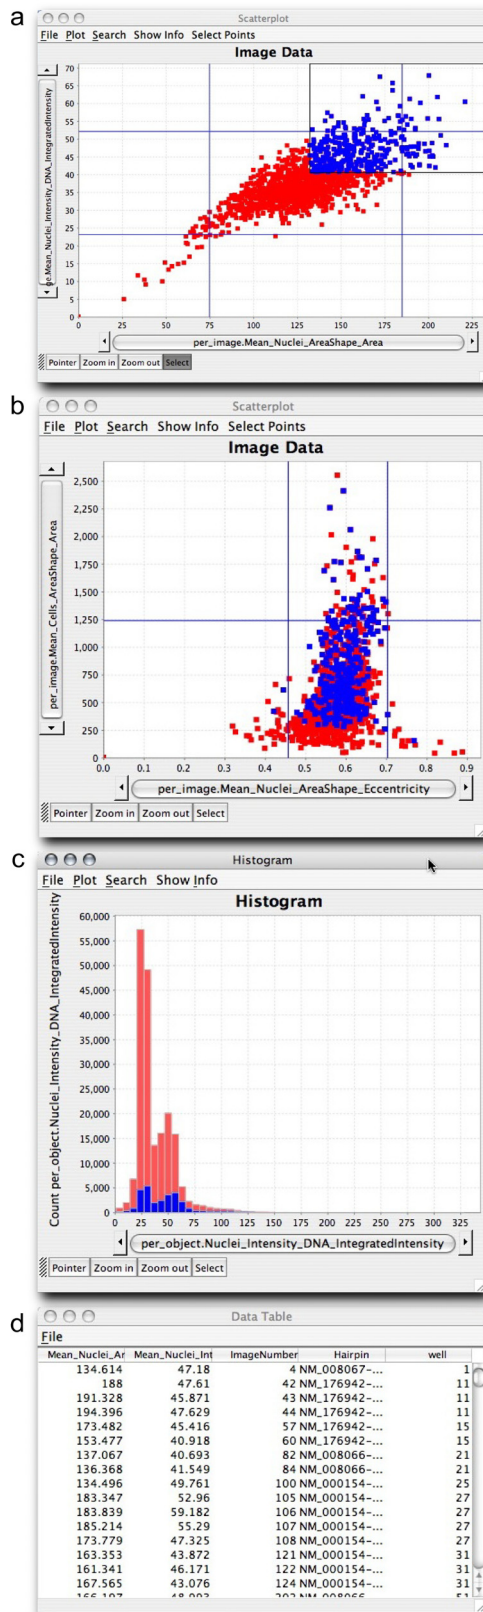 a
Scatterplot
File Plot Search Show Info Select Points
Image Data
70
65
60
55
50
45
40
35
30
25
20
15
10
5
0
ge.Mean_Nuclei_Intensity_DNA_IntegratedIntensity
0 25 50 75 100 125 150 175 200 225
per_image.Mean_Nuclei_AreaShape_Area
Pointer Zoom in Zoom out Select
b
Scatterplot
File Plot Search Show Info Select Points
Image Data
2,500
2,250
2,000
1,750
1,500
1,250
1,000
750
500
250
0
per_image.Mean_Cells_AreaShape_Area
0.0 0.1 0.2 0.3 0.4 0.5 0.6 0.7 0.8 0.9
per_image.Mean_Nuclei_AreaShape_Eccentricity
Pointer Zoom in Zoom out Select
c
Histogram
File Plot Search Show Info
Histogram
60,000
55,000
50,000
45,000
40,000
35,000
30,000
25,000
20,000
15,000
10,000
5,000
0
Count per_object.Nuclei_Intensity_DNA_IntegratedIntensity
0 25 50 75 100 125 150 175 200 225 250 275 300 325
per_object.Nuclei_Intensity_DNA_IntegratedIntensity
Pointer Zoom in Zoom out Select
d
Data Table
File
Mean_Nuclei_Ar Mean_Nuclei_Int ImageNumber Hairpin well
134.614 47.18 4 NM_008067-... 1
188 47.61 42 NM_176942-... 11
191.328 45.871 43 NM_176942-... 11
194.396 47.629 44 NM_176942-... 11
173.482 45.416 57 NM_176942-... 15
153.477 40.918 60 NM_176942-... 15
137.067 40.693 82 NM_008066-... 21
136.368 41.549 84 NM_008066-... 21
134.496 49.761 100 NM_000154-... 25
183.347 52.96 105 NM_000154-... 27
183.839 59.182 106 NM_000154-... 27
185.214 55.29 107 NM_000154-... 27
173.779 47.325 108 NM_000154-... 27
163.353 43.872 121 NM_000154-... 31
161.341 46.171 122 NM_000154-... 31
167.565 43.076 124 NM_000154-... 31